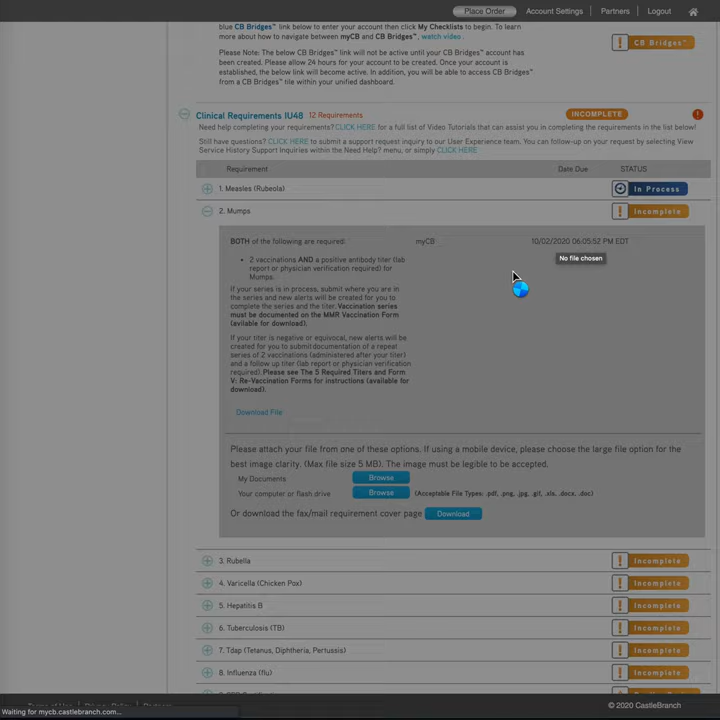 Place Order Account Settings Partners Logout
blue CB Bridges™ link below to enter your account then click My Checklists to begin. To learn
more about how to navigate between myCB and CB Bridges™, watch video .
CB Bridges™
Please Note: The below CB Bridges™ link will not be active until your CB Bridges™ account has
been created. Please allow 24 hours for your account to be created. Once your account is
established, the below link will become active. In addition, you will be able to access CB Bridges™
from a CB Bridges™ tile within your unified dashboard.
Clinical Requirements IU48 12 Requirements INCOMPLETE
Need help completing your requirements? CLICK HERE for a full list of Video Tutorials that can assist you in completing the requirements in the list below!
Still have questions? CLICK HERE to submit a support request inquiry to our User Experience team. You can follow-up on your request by selecting View
Service History Support Inquiries within the Need Help? menu, or simply CLICK HERE
Requirement Date Due STATUS
1. Measles (Rubeola) In Process
2. Mumps Incomplete
BOTH of the following are required: myCB 10/02/2020 06:05:52 PM EDT
No file chosen
• 2 vaccinations AND a positive antibody titer (lab
report or physician verification required) for
Mumps.
If your series is in process, submit where you are in
the series and new alerts will be created for you to
complete the series and the titer. Vaccination series
must be documented on the MMR Vaccination Form
(avilable for download).
If your titer is negative or equivocal, new alerts will be
created for you to submit documentation of a repeat
series of 2 vaccinations (administered after your titer)
and a follow up titer (lab report or physician verification
required). Please see The 5 Required Titers and Form
V: Re-Vaccination Forms for instructions (available for
download).
Download File
Please attach your file from one of these options. If using a mobile device, please choose the large file option for the
best image clarity. (Max file size 5 MB). The image must be legible to be accepted.
My Documents Browse
Your computer or flash drive Browse (Acceptable File Types: .pdf, .png, .jpg, .gif, .xls, .docx, .doc)
Or download the fax/mail requirement cover page Download
3. Rubella Incomplete
4. Varicella (Chicken Pox) Incomplete
5. Hepatitis B Incomplete
6. Tuberculosis (TB) Incomplete
7. Tdap (Tetanus, Diphtheria, Pertussis) Incomplete
8. Influenza (flu) Incomplete
Terms of Use Privacy Policy Partners © 2020 CastleBranch
Waiting for mycb.castlebranch.com...